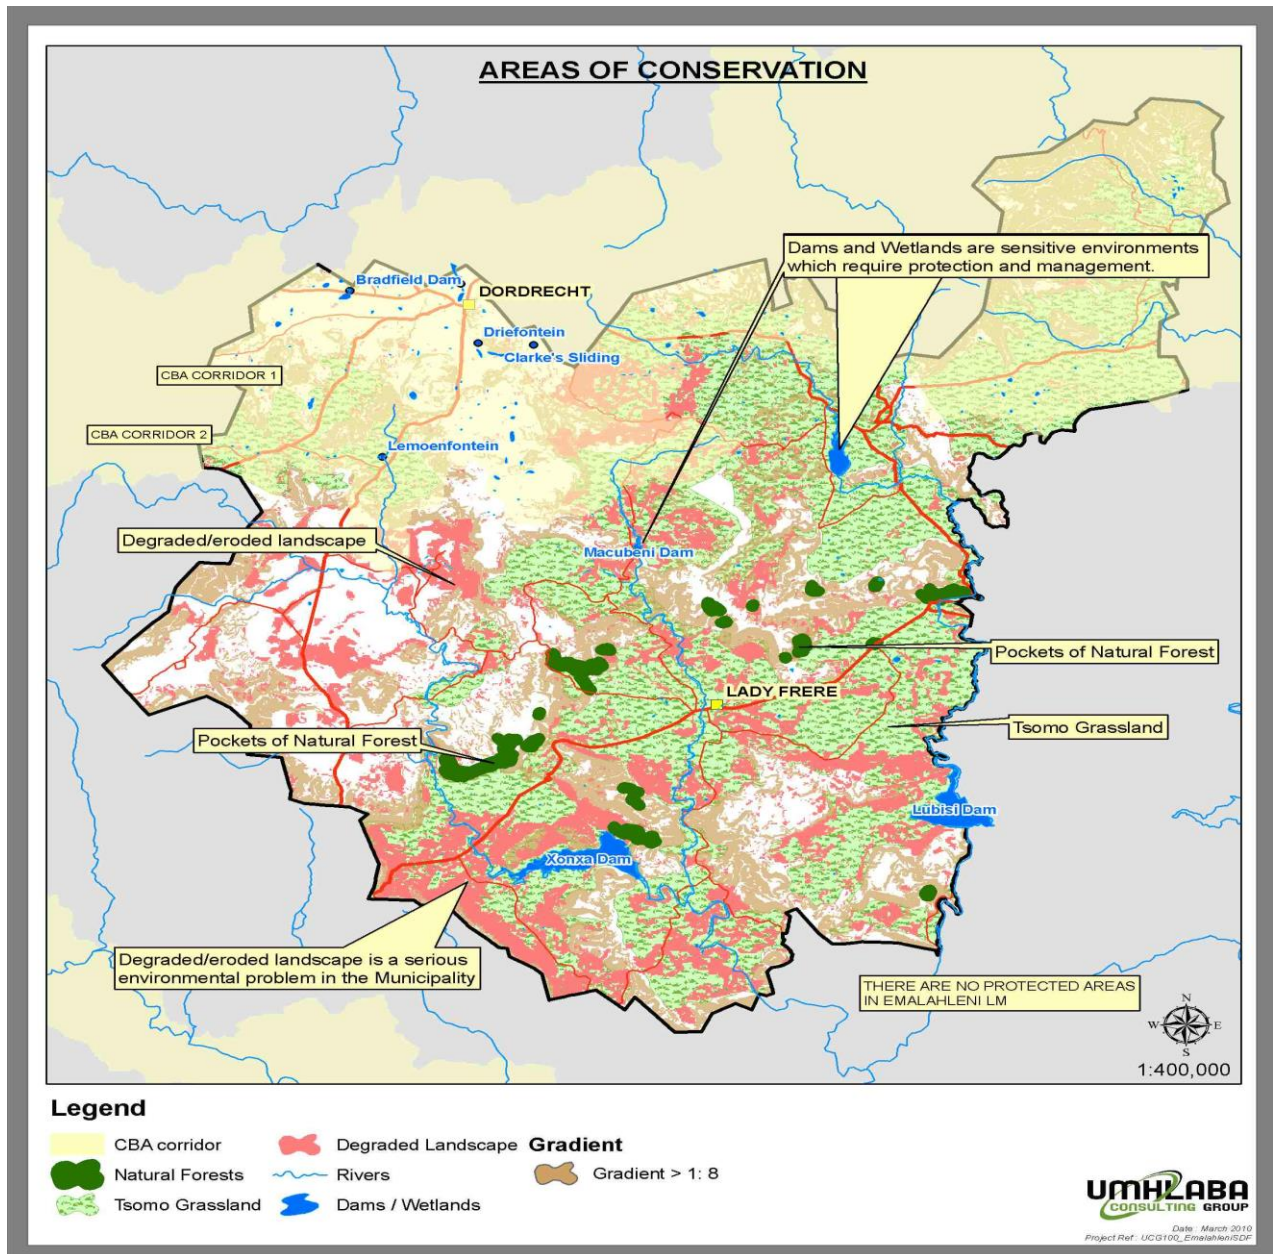 AREAS OF CONSERVATION
Dams and Wetlands are sensitive environments
which require protection and management.
Bradfield Dam
DORDRECHT
Driefontein
Clarke's Sliding
CBA CORRIDOR 1
CBA CORRIDOR 2
Lemoenfontein
Degraded/eroded landscape
Macubeni Dam
Pockets of Natural Forest
LADY FRERE
Tsomo Grassland
Pockets of Natural Forest
Lubisi Dam
Xonxa Dam
Degraded/eroded landscape is a serious
environmental problem in the Municipality
THERE ARE NO PROTECTED AREAS
IN EMALAHLENI LM
N
W E
S
1:400,000
Legend
CBA corridor
Natural Forests
Tsomo Grassland
Degraded Landscape
Rivers
Dams / Wetlands
Gradient
Gradient > 1: 8
UMHLABA
CONSULTING GROUP
Date : March 2010
Project Ref : UCG100_EmalahleniSDF